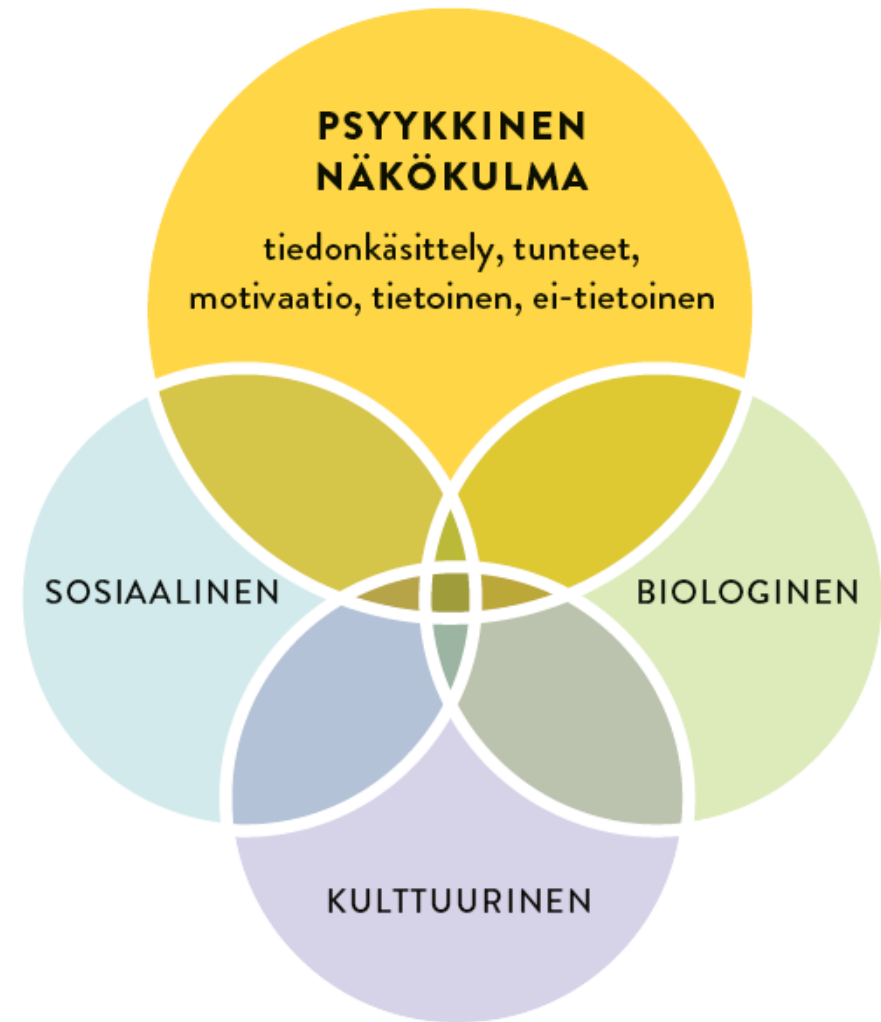 PSYYKKINEN
NÄKÖKULMA
tiedonkäsittely, tunteet,
motivaatio, tietoinen, ei-tietoinen
SOSIAALINEN
BIOLOGINEN
KULTTUURINEN